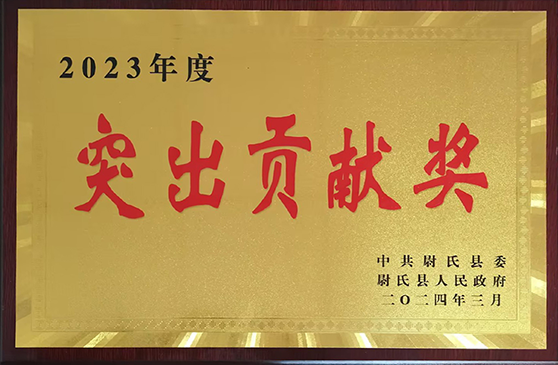 2023年度
突出贡献奖
中共尉氏县委
尉氏县人民政府
二〇二四年三月